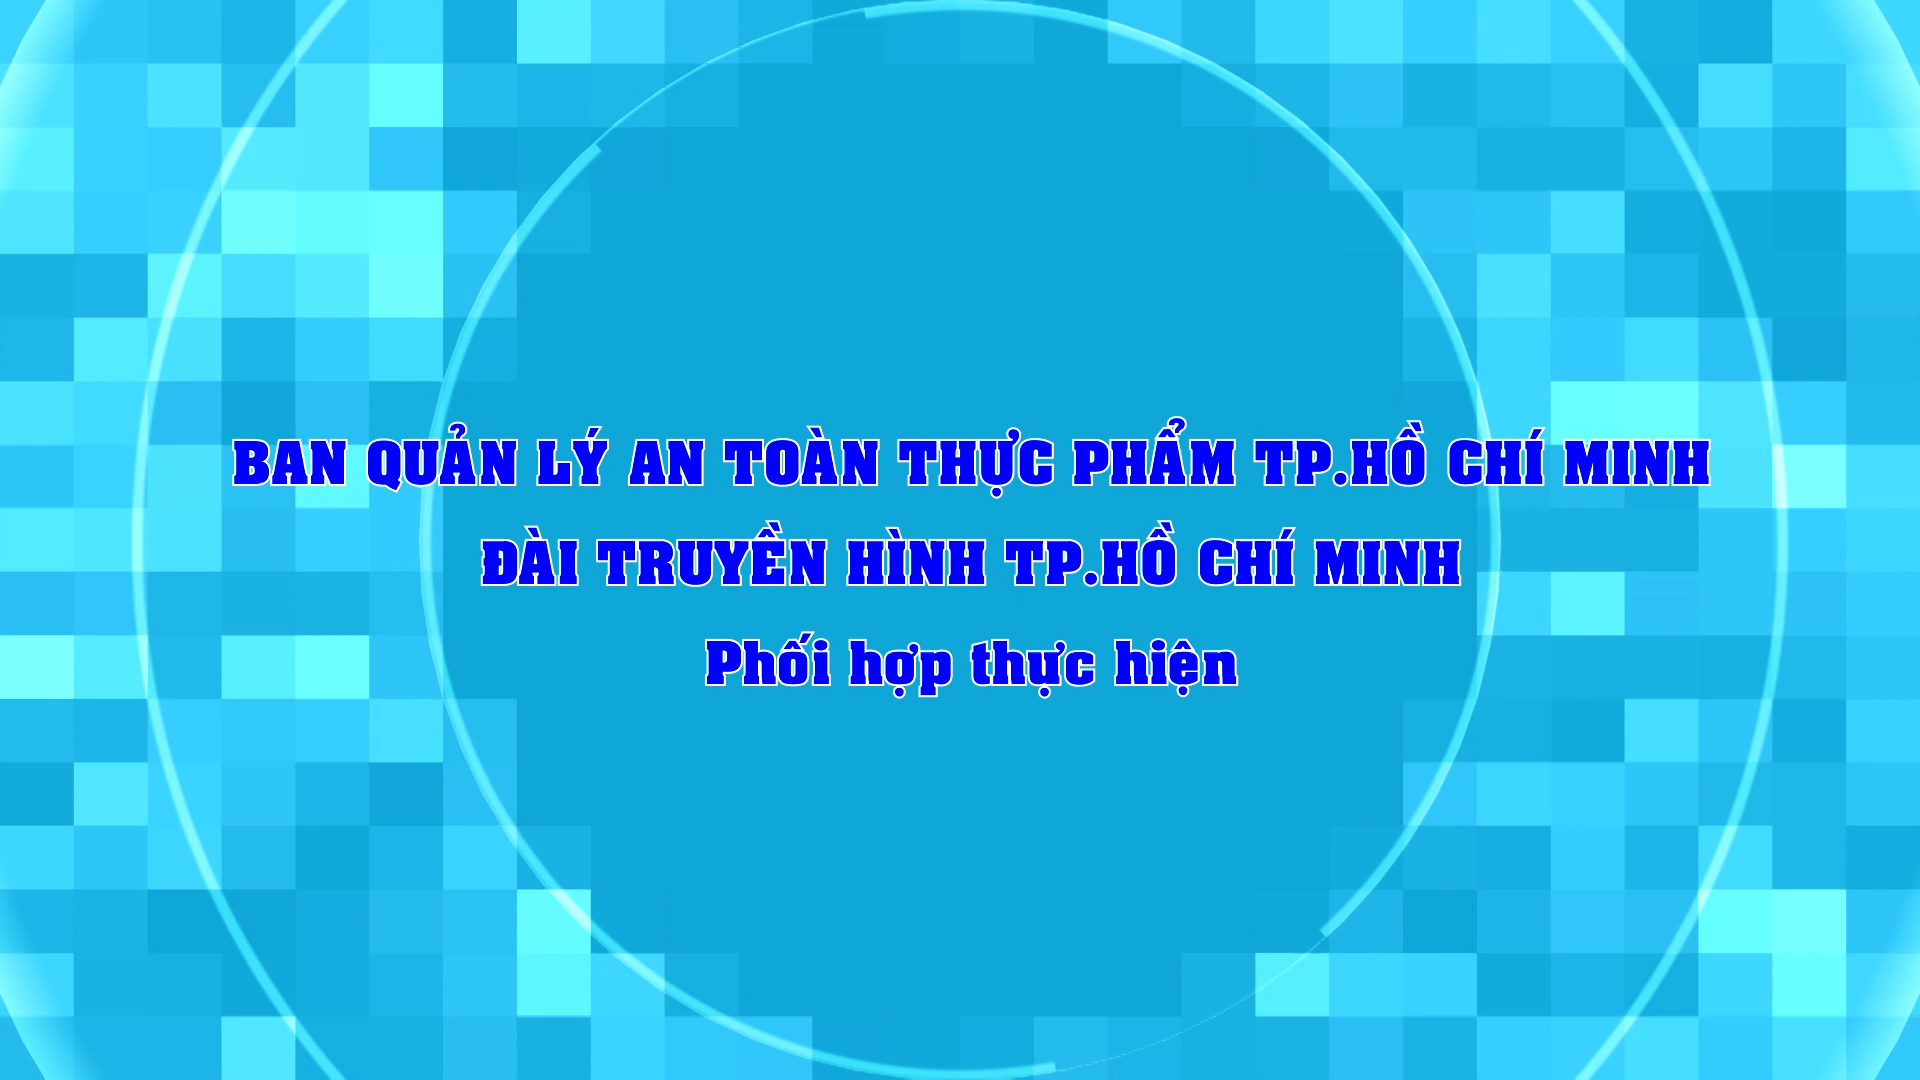 BAN QUẢN LÝ AN TOÀN THỰC PHẨM TP.HỒ CHÍ MINH
ĐÀI TRUYỀN HÌNH TP.HỒ CHÍ MINH
Phối hợp thực hiện